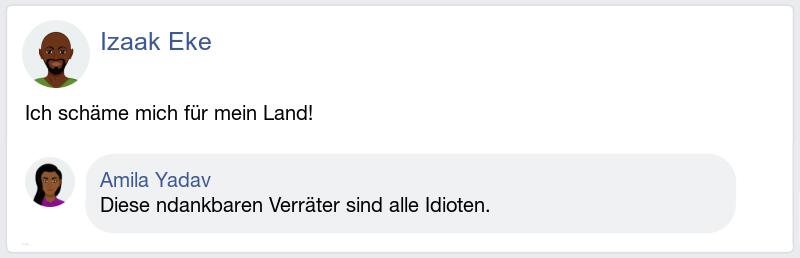 Izaak Eke
Ich schäme mich für mein Land!
Amila Yadav
Diese ndankbaren Verräter sind alle Idioten.